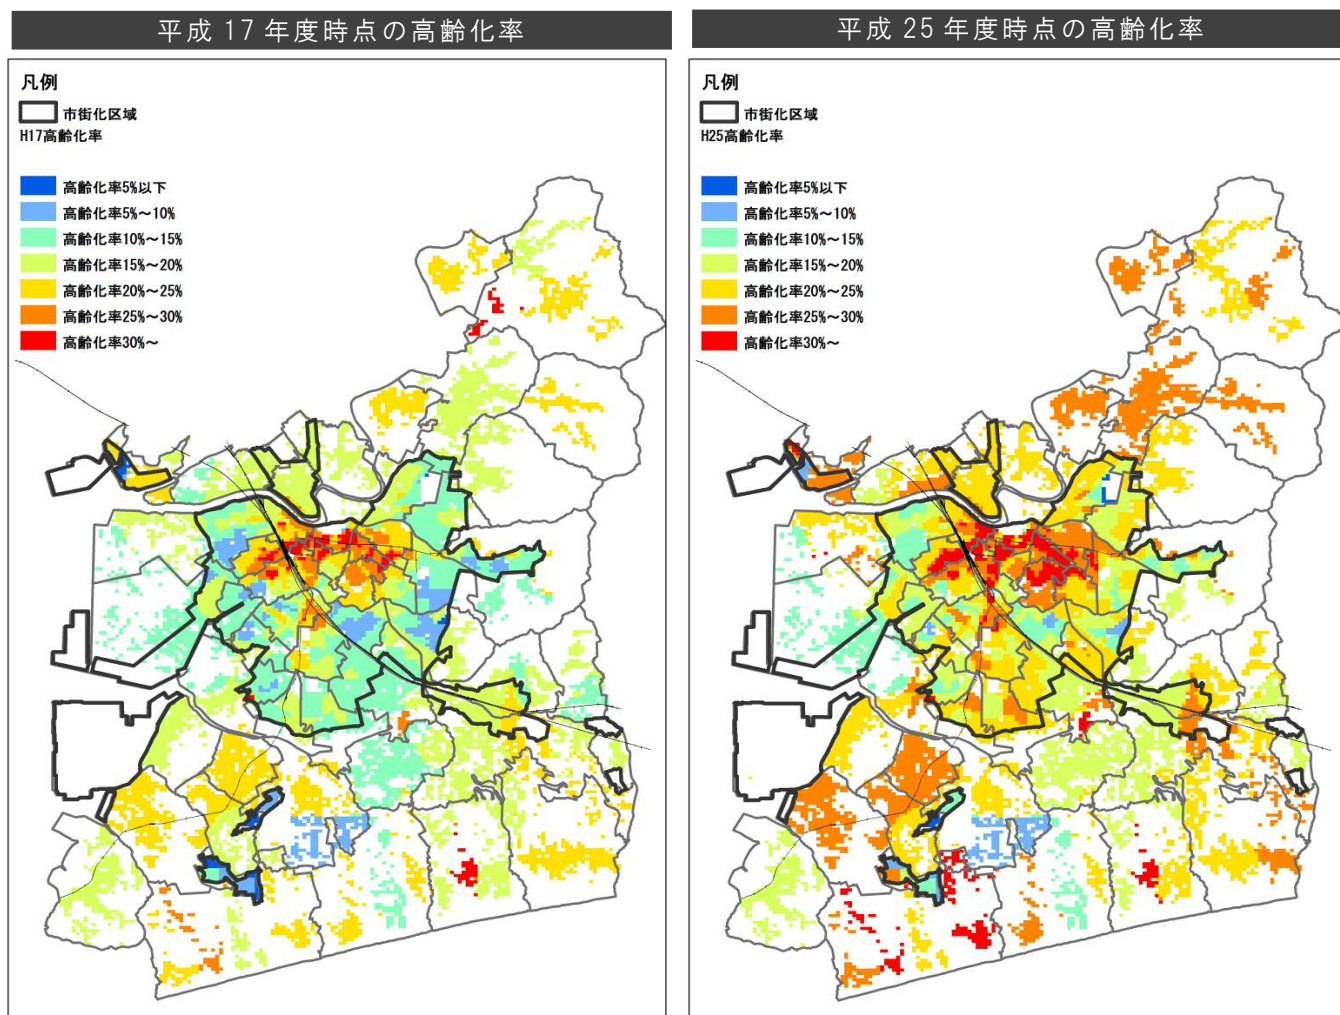 平成 17 年度時点の高齢化率
凡例
市街化区域
H17高齢化率
高齢化率5%以下
高齢化率5%～10%
高齢化率10%～15%
高齢化率15%～20%
高齢化率20%～25%
高齢化率25%～30%
高齢化率30%～
平成 25 年度時点の高齢化率
凡例
市街化区域
H25高齢化率
高齢化率5%以下
高齢化率5%～10%
高齢化率10%～15%
高齢化率15%～20%
高齢化率20%～25%
高齢化率25%～30%
高齢化率30%～